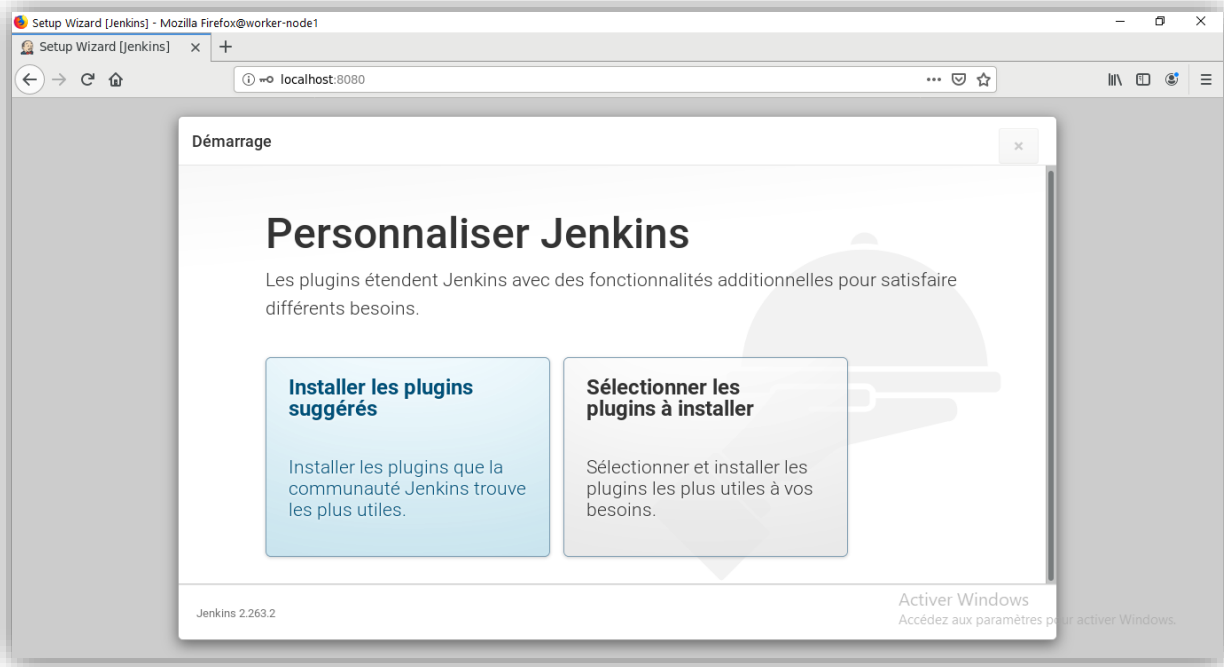 Setup Wizard [Jenkins] - Mozilla Firefox@worker-node1
Setup Wizard [Jenkins]
localhost:8080
Démarrage
Personnaliser Jenkins
Les plugins étendent Jenkins avec des fonctionnalités additionnelles pour satisfaire
différents besoins.
Installer les plugins
suggérés
Installer les plugins que la
communauté Jenkins trouve
les plus utiles.
Sélectionner les
plugins à installer
Sélectionner et installer les
plugins les plus utiles à vos
besoins.
Jenkins 2.263.2
Activer Windows
Accédez aux paramètres pour activer Windows.